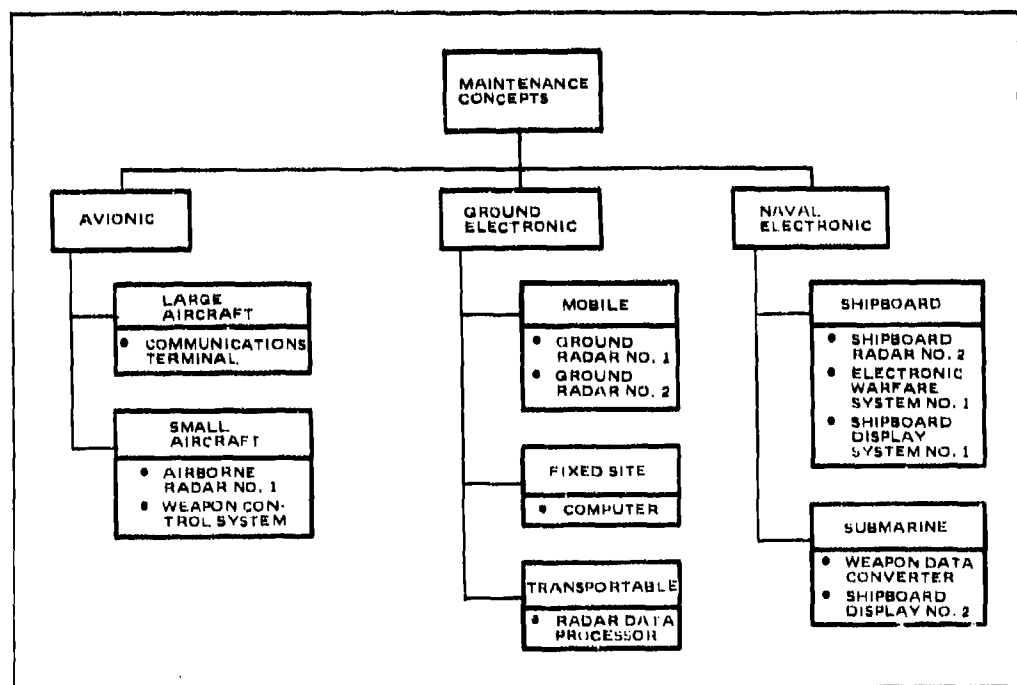 MAINTENANCE
CONCEPTS
AVIONIC
GROUND
ELECTRONIC
NAVAL
ELECTRONIC
LARGE
AIRCRAFT
• COMMUNICATIONS
TERMINAL
SMALL
AIRCRAFT
• AIRBORNE
RADAR NO. 1
• WEAPON CON-
TROL SYSTEM
MOBILE
• GROUND
RADAR NO. 1
• GROUND
RADAR NO. 2
FIXED SITE
• COMPUTER
TRANSPORTABLE
• RADAR DATA
PROCESSOR
SHIPBOARD
• SHIPBOARD
RADAR NO. 2
• ELECTRONIC
WARFARE
SYSTEM NO. 1
• SHIPBOARD
DISPLAY
SYSTEM NO. 1
SUBMARINE
• WEAPON DATA
CONVERTER
• SHIPBOARD
DISPLAY NO. 2